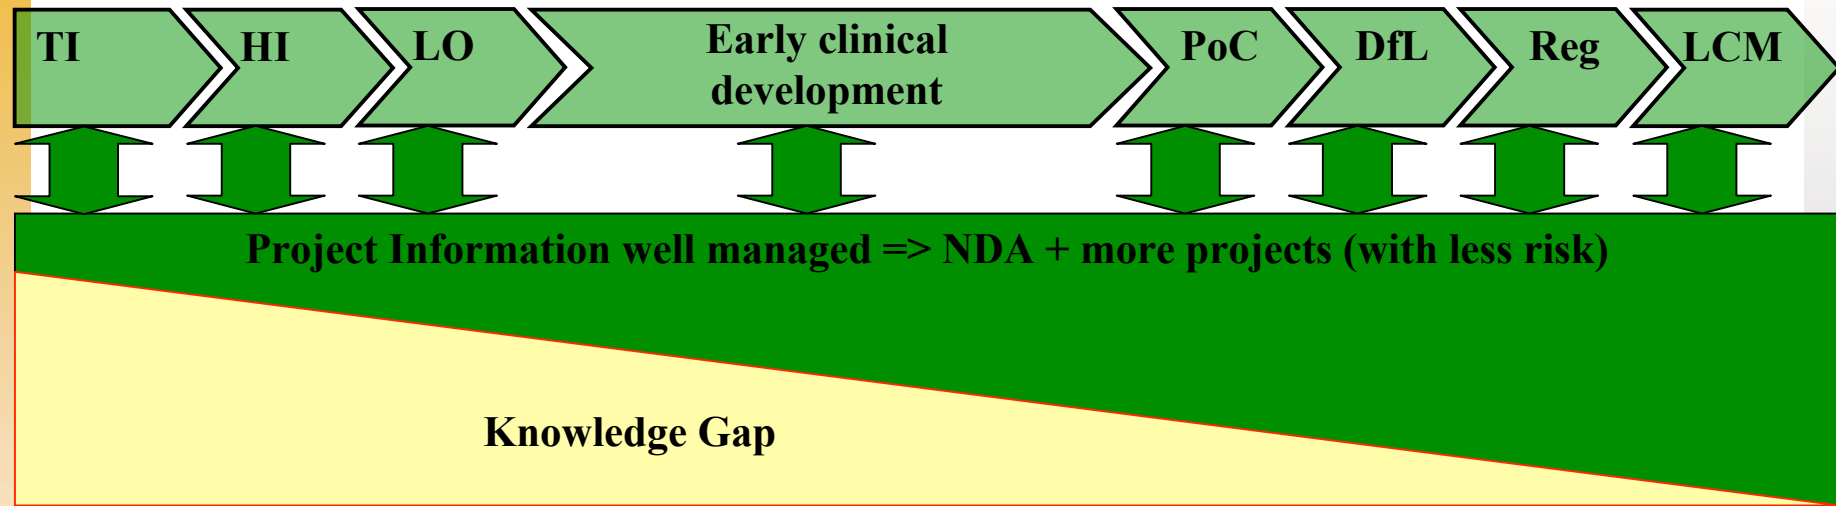 TI
HI
LO
Early clinical
development
PoC
DfL
Reg
LCM
Project Information well managed => NDA + more projects (with less risk)
Knowledge Gap